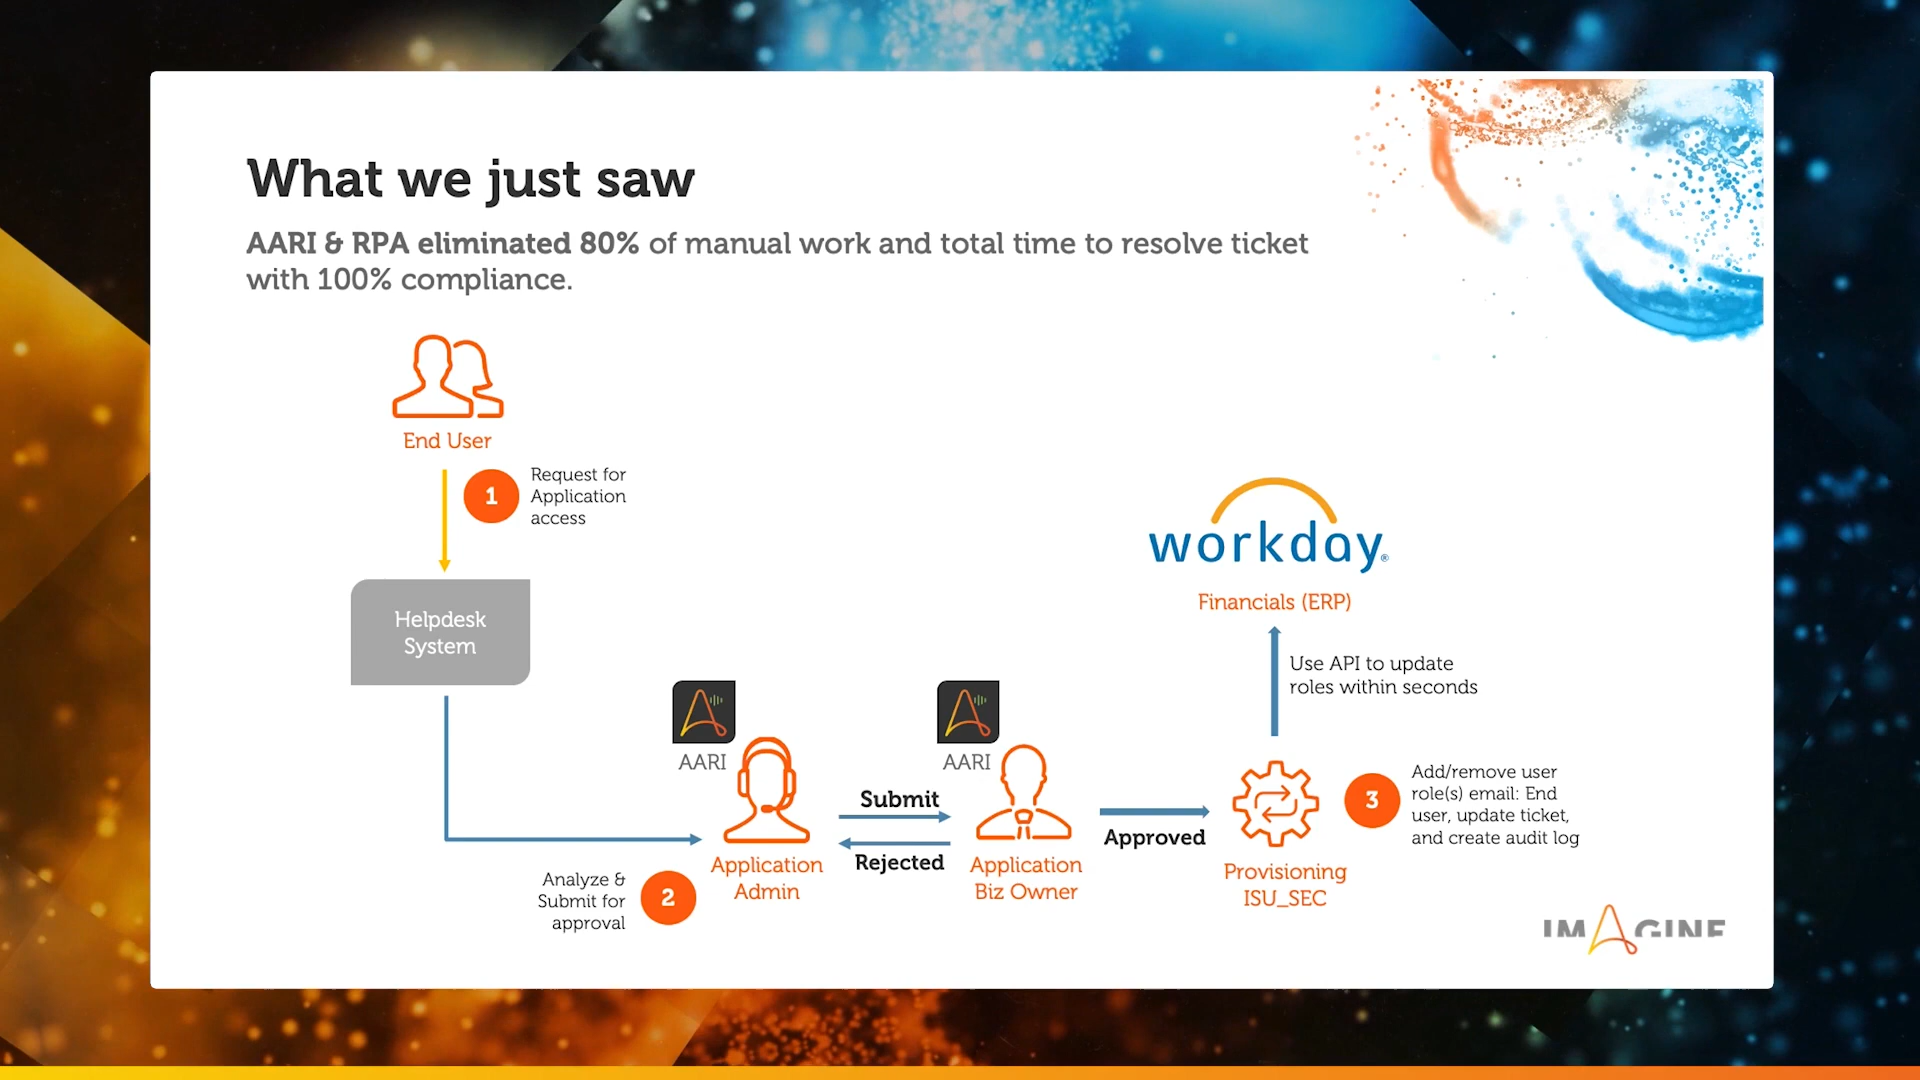 What we just saw
AARI & RPA eliminated 80% of manual work and total time to resolve ticket
with 100% compliance.
End User
1
Request for
Application
access
Helpdesk
System
workday®
Financials (ERP)
Use API to update
roles within seconds
AARI
AARI
Submit
Rejected
Approved
Application
Admin
Application
Biz Owner
Provisioning
ISU_SEC
3
Add/remove user
role(s) email: End
user, update ticket,
and create audit log
Analyze &
Submit for
approval
2
IMAGINE